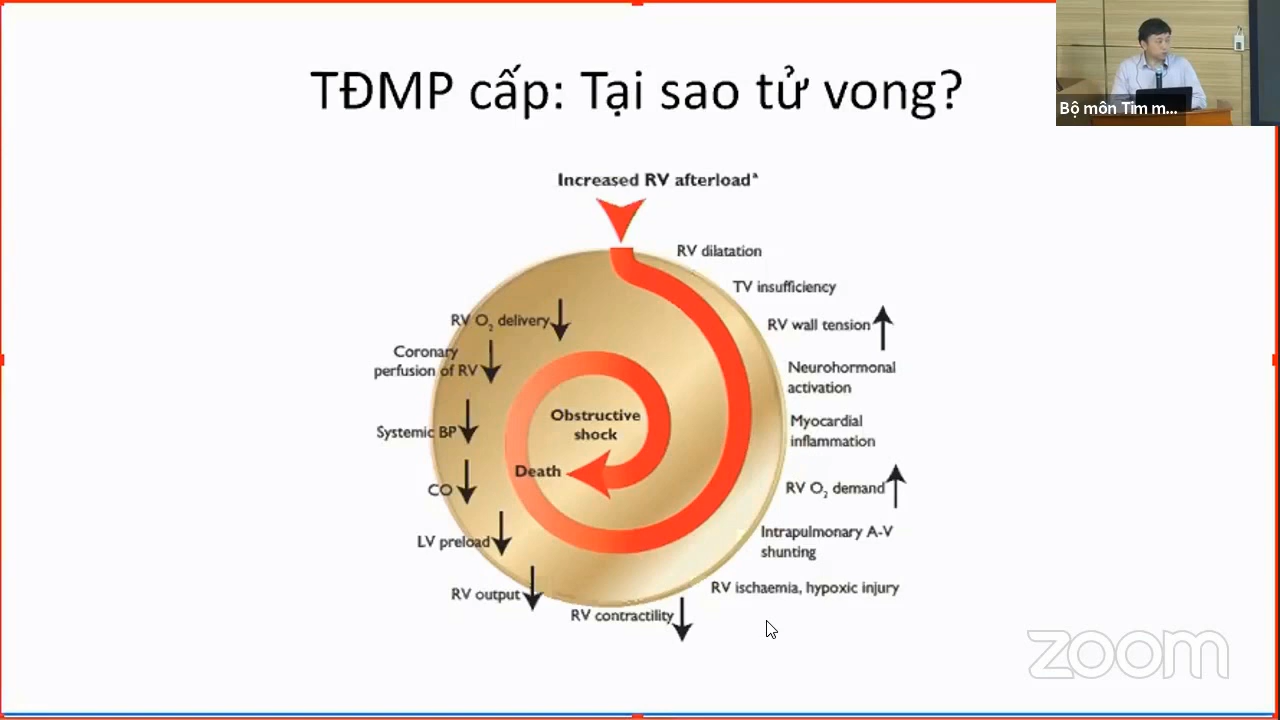 TĐMP cấp: Tại sao tử vong?
Bộ môn Tim m...
Increased RV afterloadª
RV dilatation
TV insufficiency
RV wall tension
Neurohormonal
activation
Myocardial
inflammation
RV O₂ demand
Intrapulmonary A-V
shunting
RV ischaemia, hypoxic injury
RV contractility
RV output
LV preload
CO
Systemic BP
Coronary
perfusion of RV
RV O₂ delivery
Obstructive
shock
Death
zoom